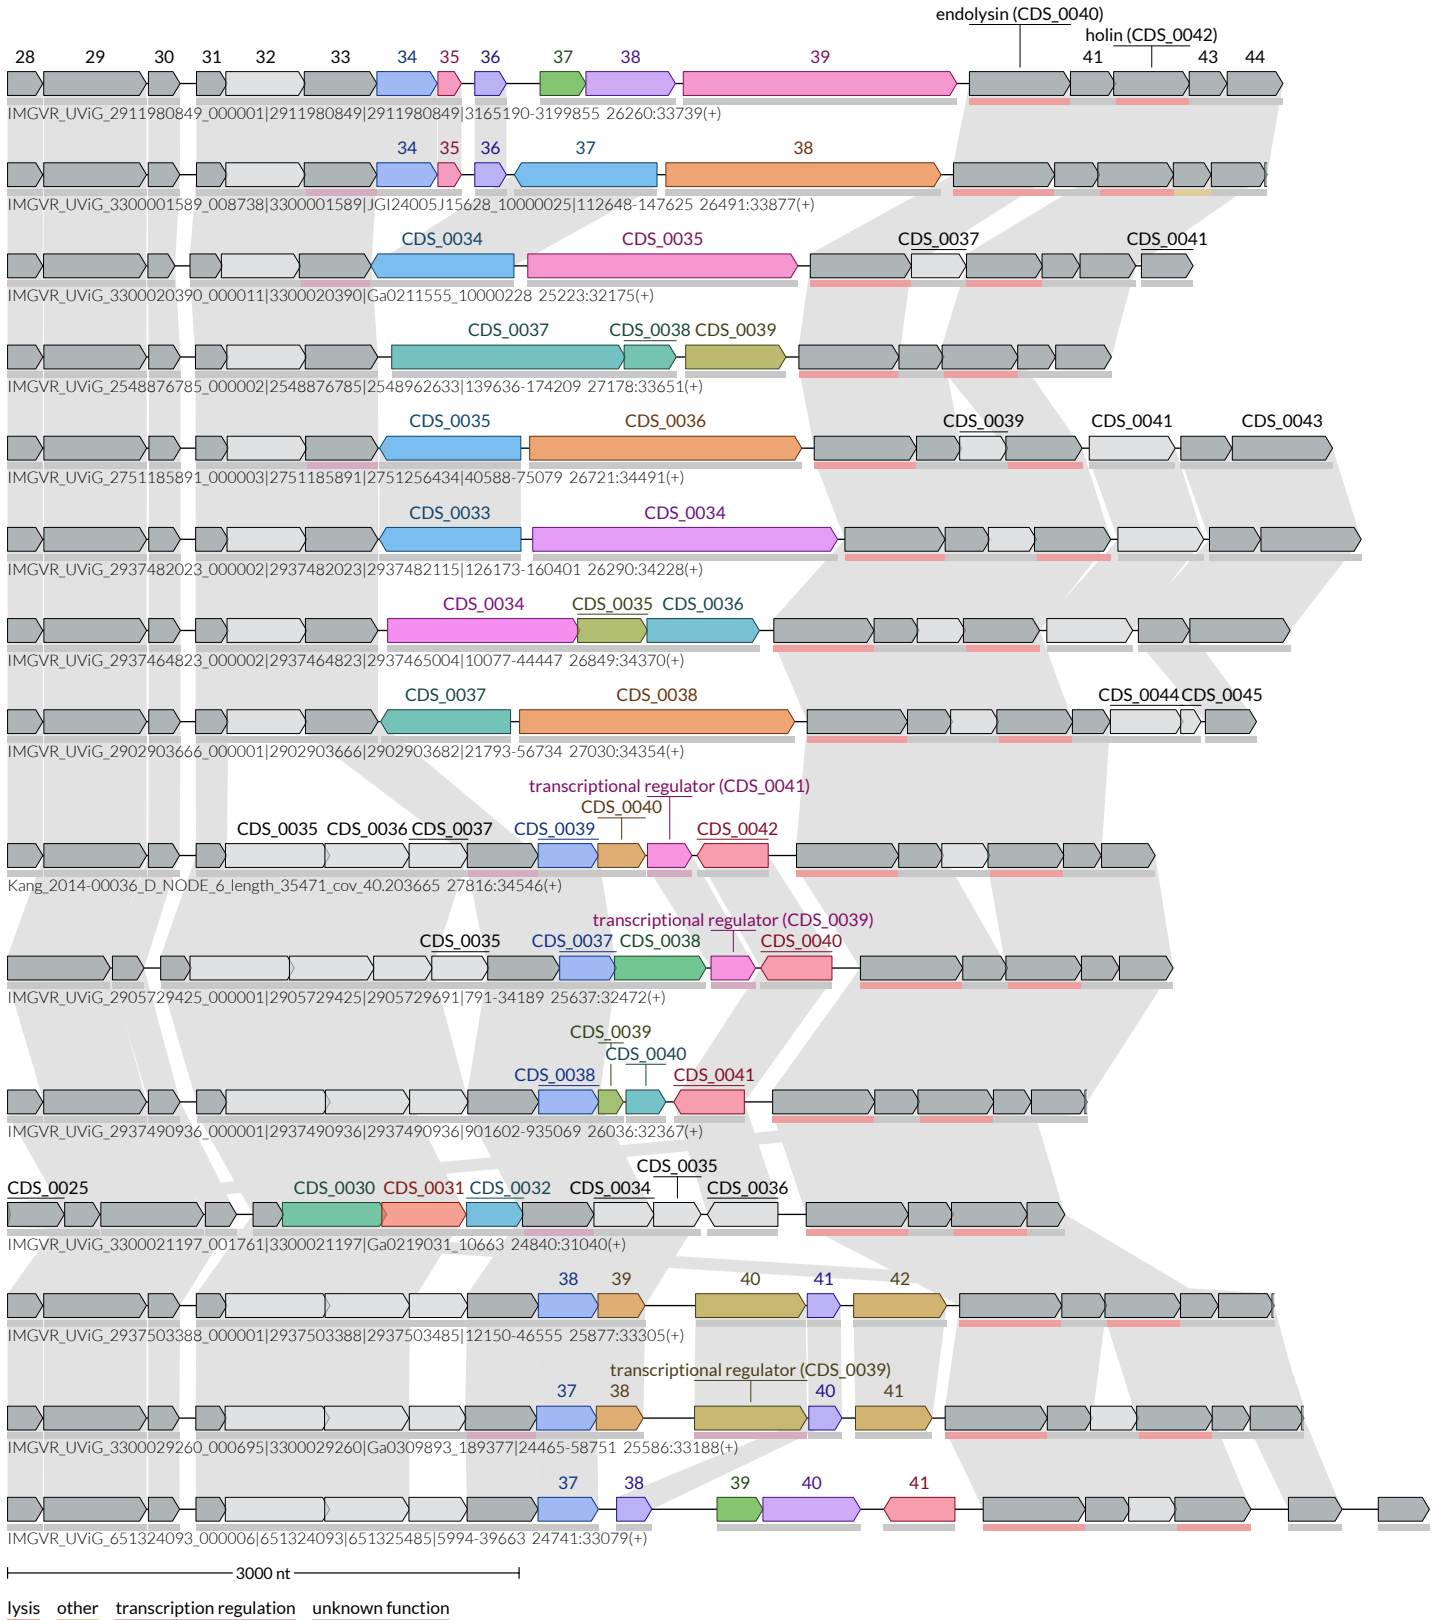 endolysin (CDS_0040)
holin (CDS_0042)
28 29 30 31 32 33 34 35 36 37 38 39 41 43 44
IMGVR_UViG_2911980849_000001|2911980849|2911980849|3165190-3199855 26260:33739(+)
34 35 36 37 38
IMGVR_UViG_3300001589_008738|3300001589|JGI24005J15628_10000025|112648-147625 26491:33877(+)
CDS_0034 CDS_0035 CDS_0037 CDS_0041
IMGVR_UViG_3300020390_000011|3300020390|Ga0211555_10000228 25223:32175(+)
CDS_0037 CDS_0038 CDS_0039
IMGVR_UViG_2548876785_000002|2548876785|2548962633|139636-174209 27178:33651(+)
CDS_0035 CDS_0036 CDS_0039 CDS_0041 CDS_0043
IMGVR_UViG_2751185891_000003|2751185891|2751256434|40588-75079 26721:34491(+)
CDS_0033 CDS_0034
IMGVR_UViG_2937482023_000002|2937482023|2937482115|126173-160401 26290:34228(+)
CDS_0034 CDS_0035 CDS_0036
IMGVR_UViG_2937464823_000002|2937464823|2937465004|10077-44447 26849:34370(+)
CDS_0037 CDS_0038 CDS_0044 CDS_0045
IMGVR_UViG_2902903666_000001|2902903666|2902903682|21793-56734 27030:34354(+)
transcriptional regulator (CDS_0041)
CDS_0040
CDS_0035 CDS_0036 CDS_0037 CDS_0039 CDS_0042
Kang_2014-00036_D_NODE_6_length_35471_cov_40.203665 27816:34546(+)
transcriptional regulator (CDS_0039)
CDS_0035 CDS_0037 CDS_0038 CDS_0040
IMGVR_UViG_2905729425_000001|2905729425|2905729691|791-34189 25637:32472(+)
CDS_0039
CDS_0040
CDS_0038 CDS_0041
IMGVR_UViG_2937490936_000001|2937490936|2937490936|901602-935069 26036:32367(+)
CDS_0035
CDS_0025 CDS_0030 CDS_0031 CDS_0032 CDS_0034 CDS_0036
IMGVR_UViG_3300021197_001761|3300021197|Ga0219031_10663 24840:31040(+)
38 39 40 41 42
IMGVR_UViG_2937503388_000001|2937503388|2937503485|12150-46555 25877:33305(+)
transcriptional regulator (CDS_0039)
37 38 40 41
IMGVR_UViG_3300029260_000695|3300029260|Ga0309893_189377|24465-58751 25586:33188(+)
37 38 39 40 41
IMGVR_UViG_651324093_000006|651324093|651325485|5994-39663 24741:33079(+)
3000 nt
lysis other transcription regulation unknown function